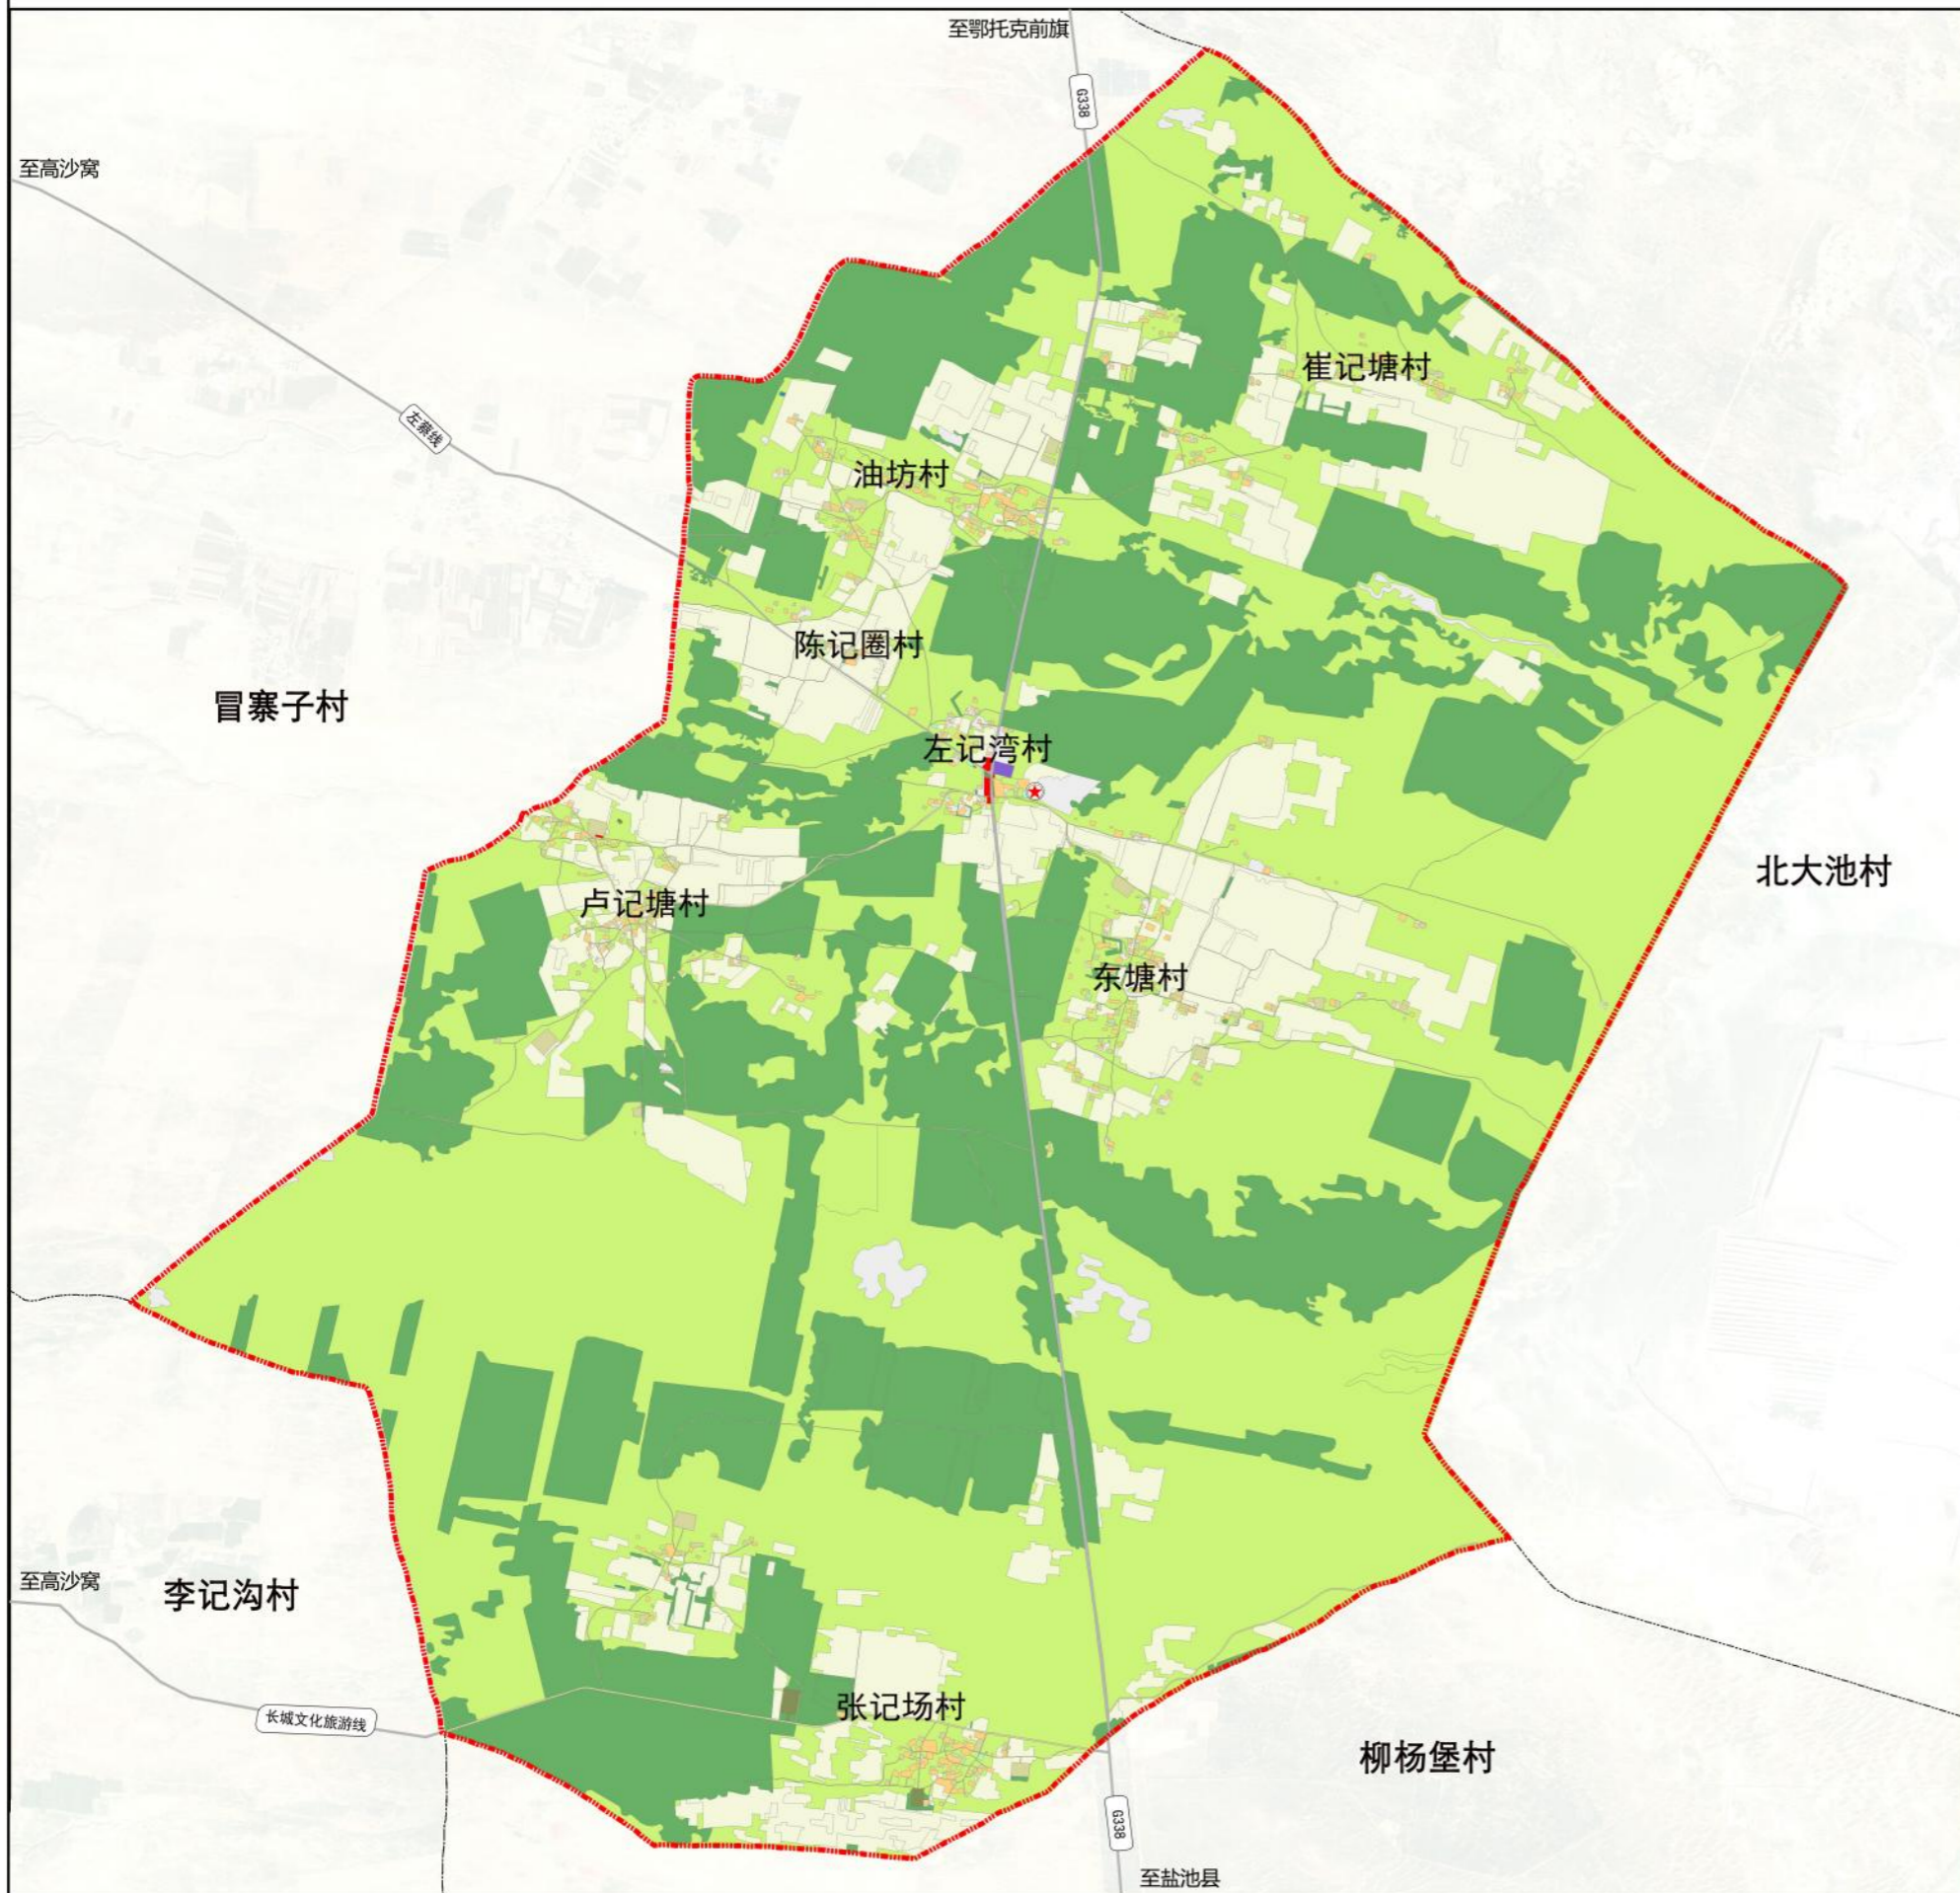 至鄂托克前旗
G338
至高沙窝
崔记塘村
左蔡线
油坊村
陈记圈村
冒寨子村
左记湾村
北大池村
卢记塘村
东塘村
至高沙窝
李记沟村
张记场村
长城文化旅游线
柳杨堡村
G338
至盐池县